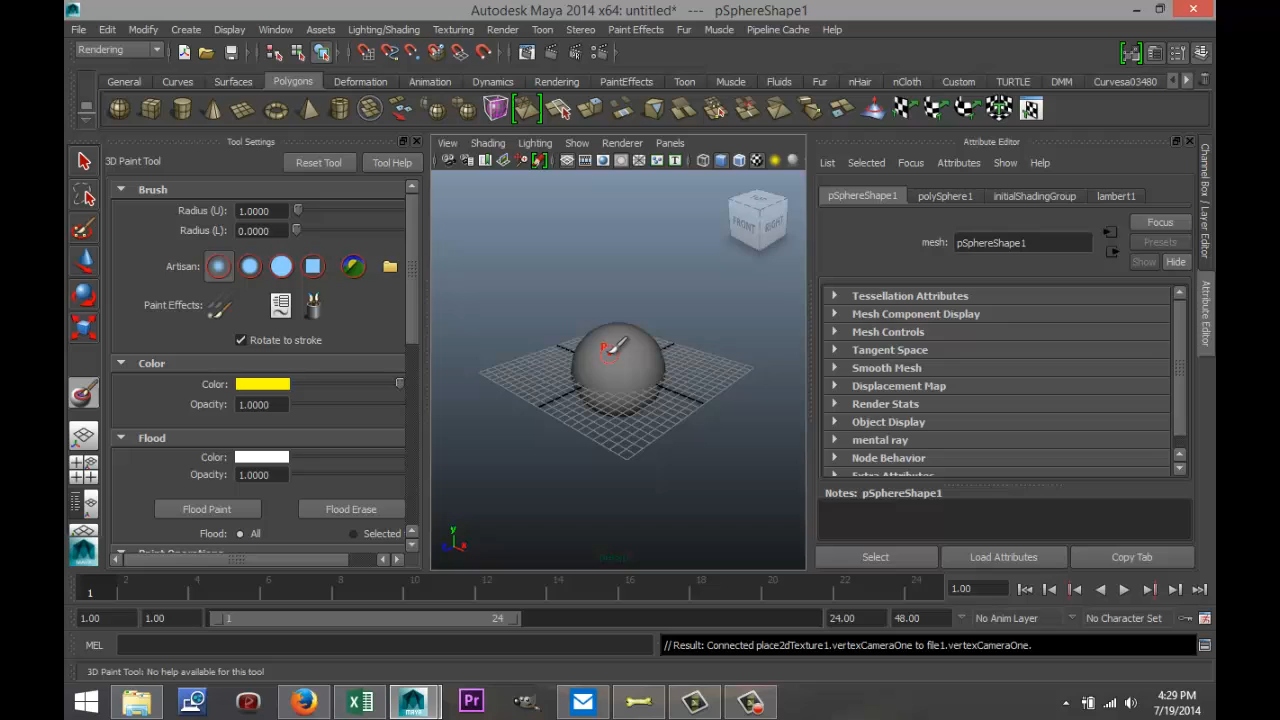 Autodesk Maya 2014 x64: untitled* --- pSphereShape1
File Edit Modify Create Display Window Assets Lighting/Shading Texturing Render Toon Stereo Paint Effects Fur Muscle Pipeline Cache Help
Rendering
General Curves Surfaces Polygons Deformation Animation Dynamics Rendering PaintEffects Toon Muscle Fluids Fur nHair nCloth Custom TURTLE DMM Curvesa03480
Tool Settings
3D Paint Tool Reset Tool Tool Help
Brush
Radius (U): 1.0000
Radius (L): 0.0000
Artisan:
Paint Effects:
Rotate to stroke
Color
Color:
Opacity: 1.0000
Flood
Color:
Opacity: 1.0000
Flood Paint Flood Erase
Flood: All Selected
View Shading Lighting Show Renderer Panels
FRONT RIGHT
P
y
Attribute Editor
List Selected Focus Attributes Show Help
pSphereShape1 polySphere1 initialShadingGroup lambert1
Focus
mesh: pSphereShape1 Presets
Show Hide
Tessellation Attributes
Mesh Component Display
Mesh Controls
Tangent Space
Smooth Mesh
Displacement Map
Render Stats
Object Display
mental ray
Node Behavior
Extra Attributes
Notes: pSphereShape1
Select Load Attributes Copy Tab
Channel Box / Layer Editor
Attribute Editor
2 4 6 8 10 12 14 16 18 20 22 24
1 1.00
1.00 1.00 1 24 24.00 48.00 No Anim Layer No Character Set
MEL // Result: Connected place2dTexture1.vertexCameraOne to file1.vertexCameraOne.
3D Paint Tool: No help available for this tool
Pr
4:29 PM
7/19/2014